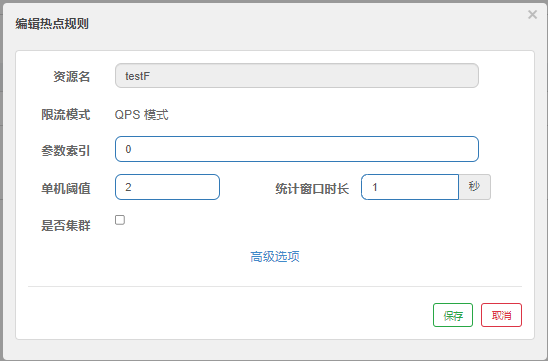 编辑热点规则
×
资源名 testF
限流模式 QPS 模式
参数索引 0
单机阈值 2 统计窗口时长 1 秒
是否集群
高级选项
保存 取消